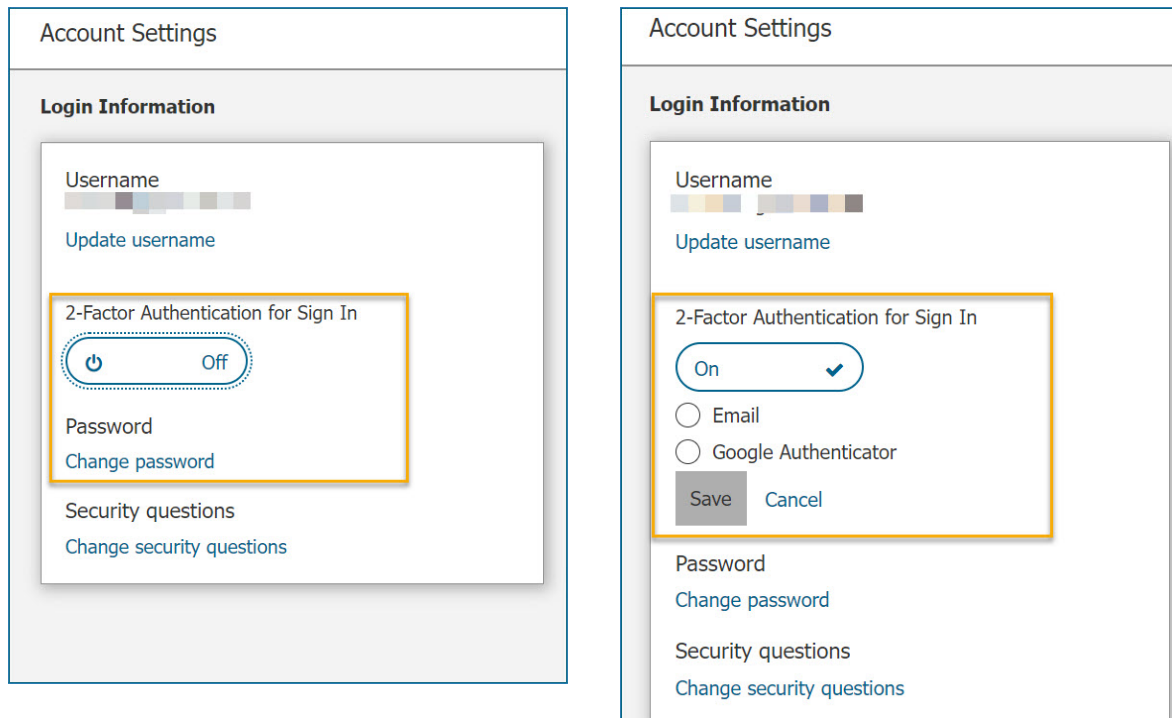 Account Settings
Login Information
Username
Update username
2-Factor Authentication for Sign In
Off
Password
Change password
Security questions
Change security questions
Account Settings
Login Information
Username
Update username
2-Factor Authentication for Sign In
On
Email
Google Authenticator
Save Cancel
Password
Change password
Security questions
Change security questions